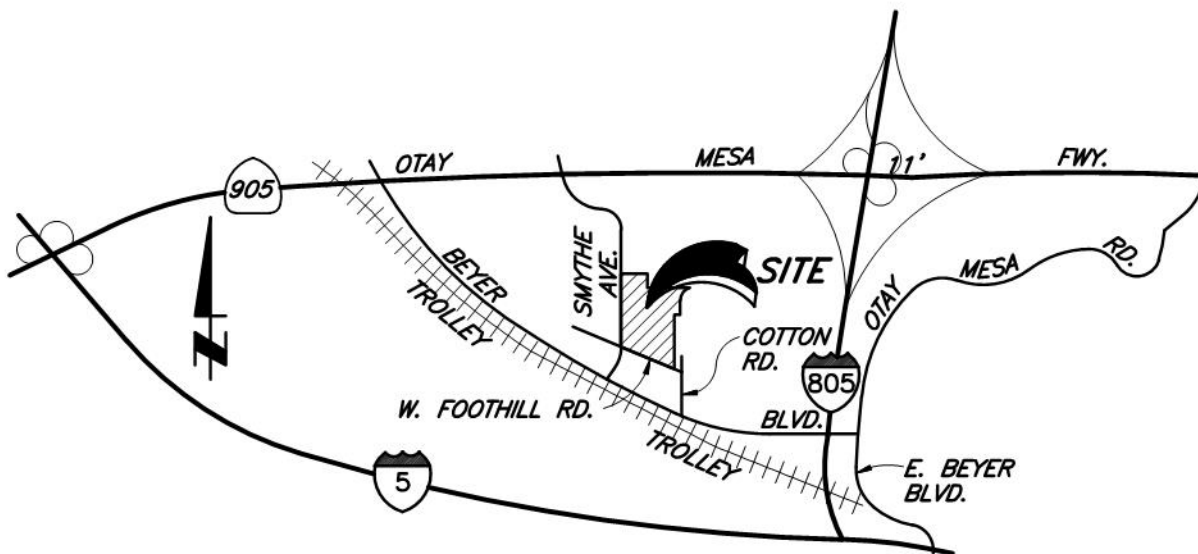 OTAY MESA FWY.
905
11'
SMYTHE
AVE.
SITE
BEYER
TROLLEY
OTAY MESA RD.
COTTON
RD.
805
W. FOOTHILL RD.
BLVD.
TROLLEY
5
E. BEYER
BLVD.
N